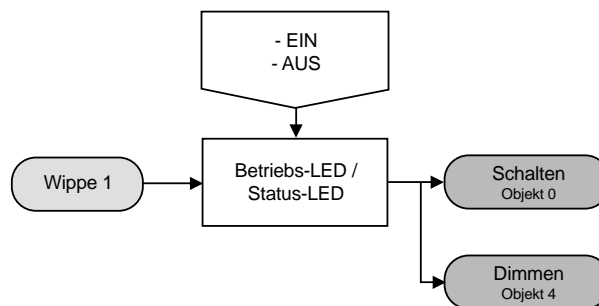 - EIN
- AUS
Wippe 1
Betriebs-LED /
Status-LED
Schalten
Objekt 0
Dimmen
Objekt 4